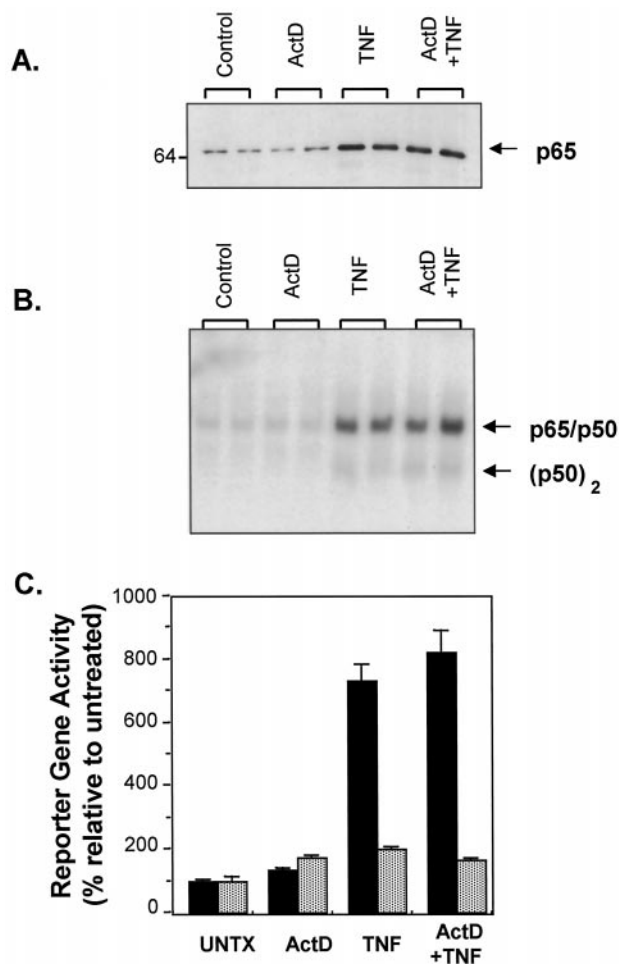 A.
Control
ActD
TNF
ActD
+TNF
64
p65
B.
Control
ActD
TNF
ActD
+TNF
p65/p50
(p50)2
C.
Reporter Gene Activity
(% relative to untreated)
1000
800
600
400
200
0
UNTX
ActD
TNF
ActD
+TNF